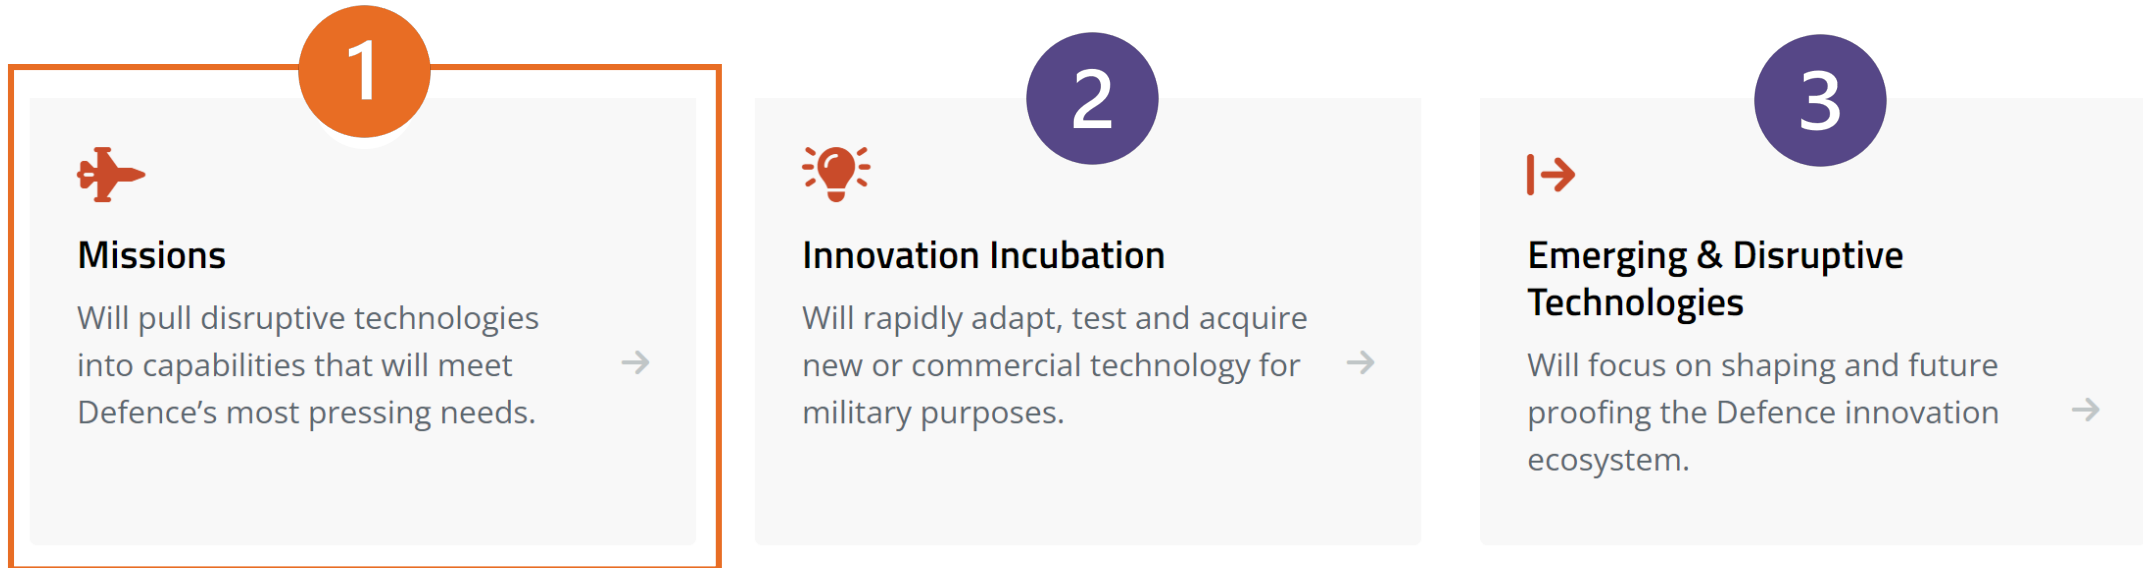 1
Missions
Will pull disruptive technologies
into capabilities that will meet
Defence’s most pressing needs.
2
Innovation Incubation
Will rapidly adapt, test and acquire
new or commercial technology for
military purposes.
3
Emerging & Disruptive
Technologies
Will focus on shaping and future
proofing the Defence innovation
ecosystem.